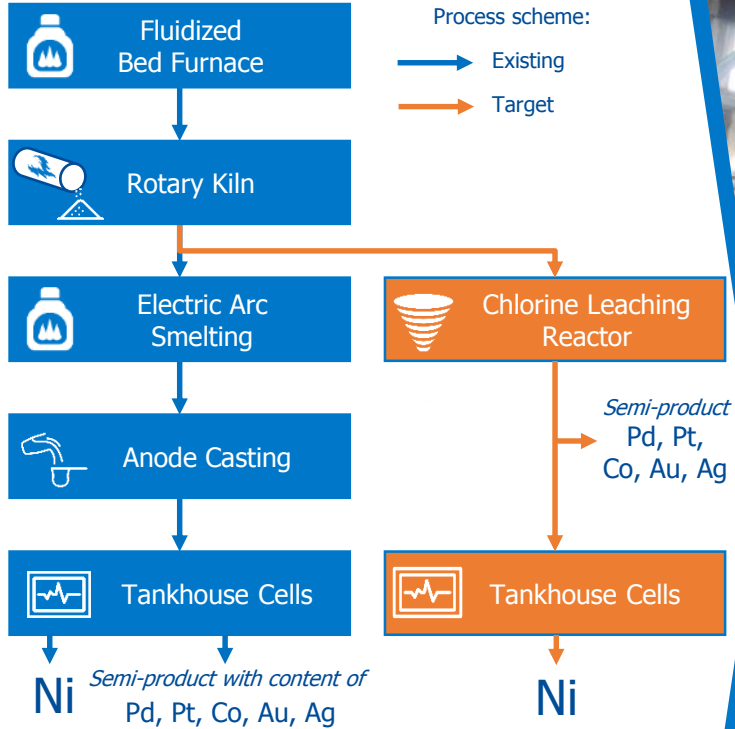 Fluidized
Bed Furnace
Process scheme:
Existing
Target
Rotary Kiln
Electric Arc
Smelting
Chlorine Leaching
Reactor
Semi-product
Pd, Pt,
Co, Au, Ag
Anode Casting
Tankhouse Cells
Tankhouse Cells
Ni
Semi-product with content of
Pd, Pt, Co, Au, Ag
Ni